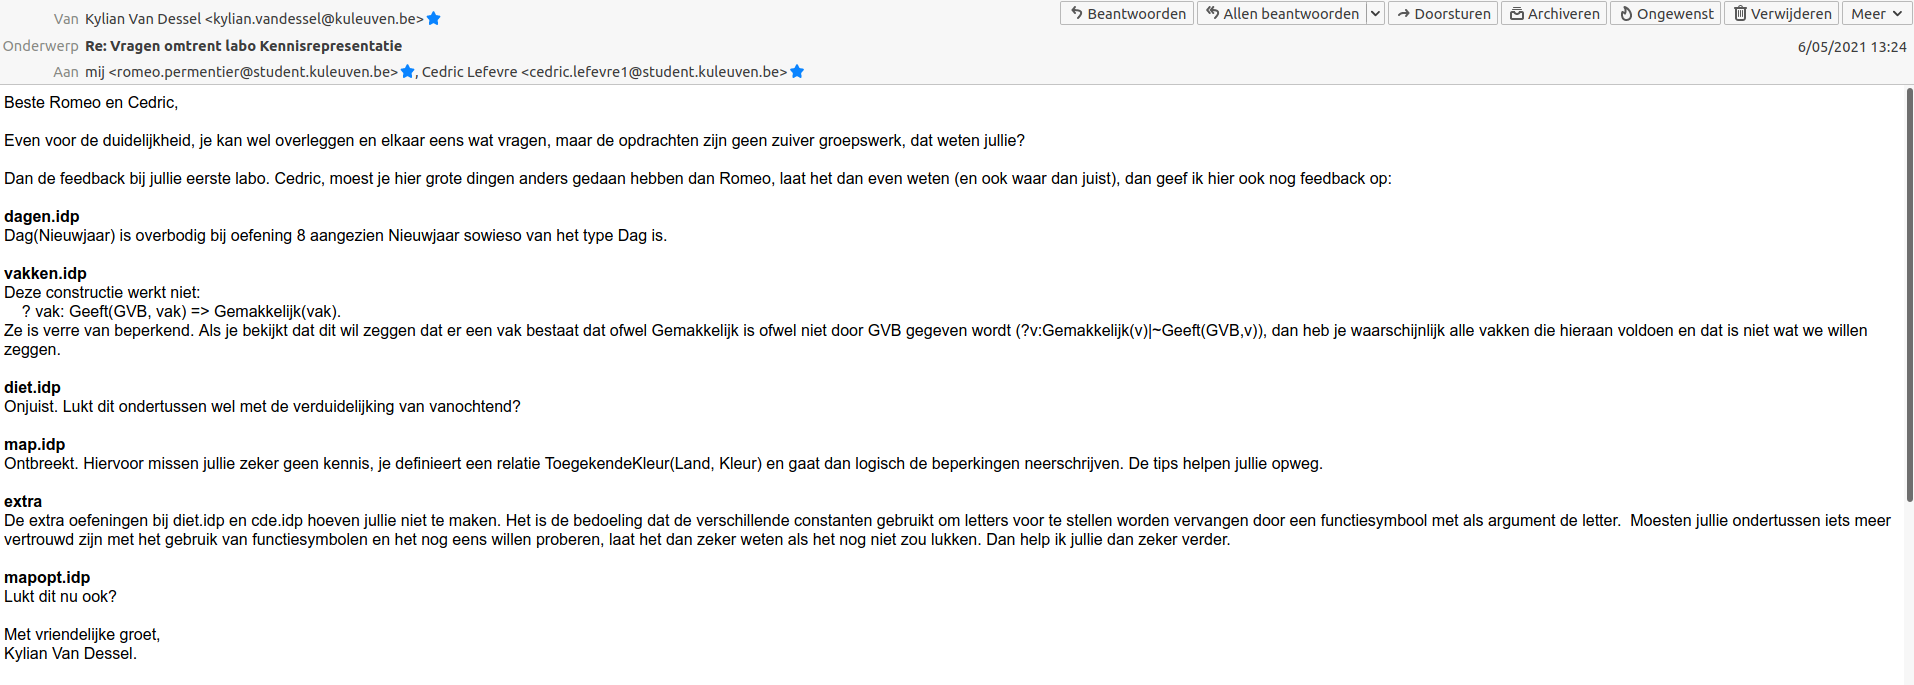 Van Kylian Van Dessel <kylian.vandessel@kuleuven.be>
Beantwoorden Allen beantwoorden Doorsturen Archiveren Ongewenst Verwijderen Meer
Onderwerp Re: Vragen omtrent labo Kennisrepresentatie
6/05/2021 13:24
Aan mij <romeo.permentier@student.kuleuven.be>, Cedric Lefevre <cedric.lefevre1@student.kuleuven.be>
Beste Romeo en Cedric,
Even voor de duidelijkheid, je kan wel overleggen en elkaar eens wat vragen, maar de opdrachten zijn geen zuiver groepswerk, dat weten jullie?
Dan de feedback bij jullie eerste labo. Cedric, moest je hier grote dingen anders gedaan hebben dan Romeo, laat het dan even weten (en ook waar dan juist), dan geef ik hier ook nog feedback op:
dagen.idp
Dag(Nieuwjaar) is overbodig bij oefening 8 aangezien Nieuwjaar sowieso van het type Dag is.
vakken.idp
Deze constructie werkt niet:
? vak: Geeft(GVB, vak) => Gemakkelijk(vak).
Ze is verre van beperkend. Als je bekijkt dat dit wil zeggen dat er een vak bestaat dat ofwel Gemakkelijk is ofwel niet door GVB gegeven wordt (?v:Gemakkelijk(v)|~Geeft(GVB,v)), dan heb je waarschijnlijk alle vakken die hieraan voldoen en dat is niet wat we willen
zeggen.
diet.idp
Onjuist. Lukt dit ondertussen wel met de verduidelijking van vanochtend?
map.idp
Ontbreekt. Hiervoor missen jullie zeker geen kennis, je definieert een relatie ToegekendeKleur(Land, Kleur) en gaat dan logisch de beperkingen neerschrijven. De tips helpen jullie opweg.
extra
De extra oefeningen bij diet.idp en cde.idp hoeven jullie niet te maken. Het is de bedoeling dat de verschillende constanten gebruikt om letters voor te stellen worden vervangen door een functiesymbool met als argument de letter.  Moesten jullie ondertussen iets meer
vertrouwd zijn met het gebruik van functiesymbolen en het nog eens willen proberen, laat het dan zeker weten als het nog niet zou lukken. Dan help ik jullie dan zeker verder.
mapopt.idp
Lukt dit nu ook?
Met vriendelijke groet,
Kylian Van Dessel.